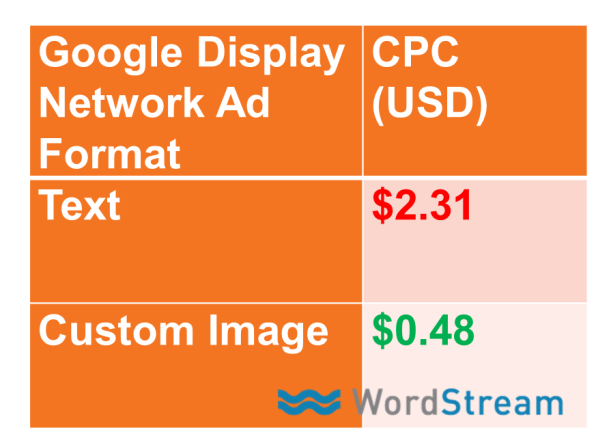 Google Display
Network Ad
Format
CPC
(USD)
Text
$2.31
Custom Image
$0.48
WordStream